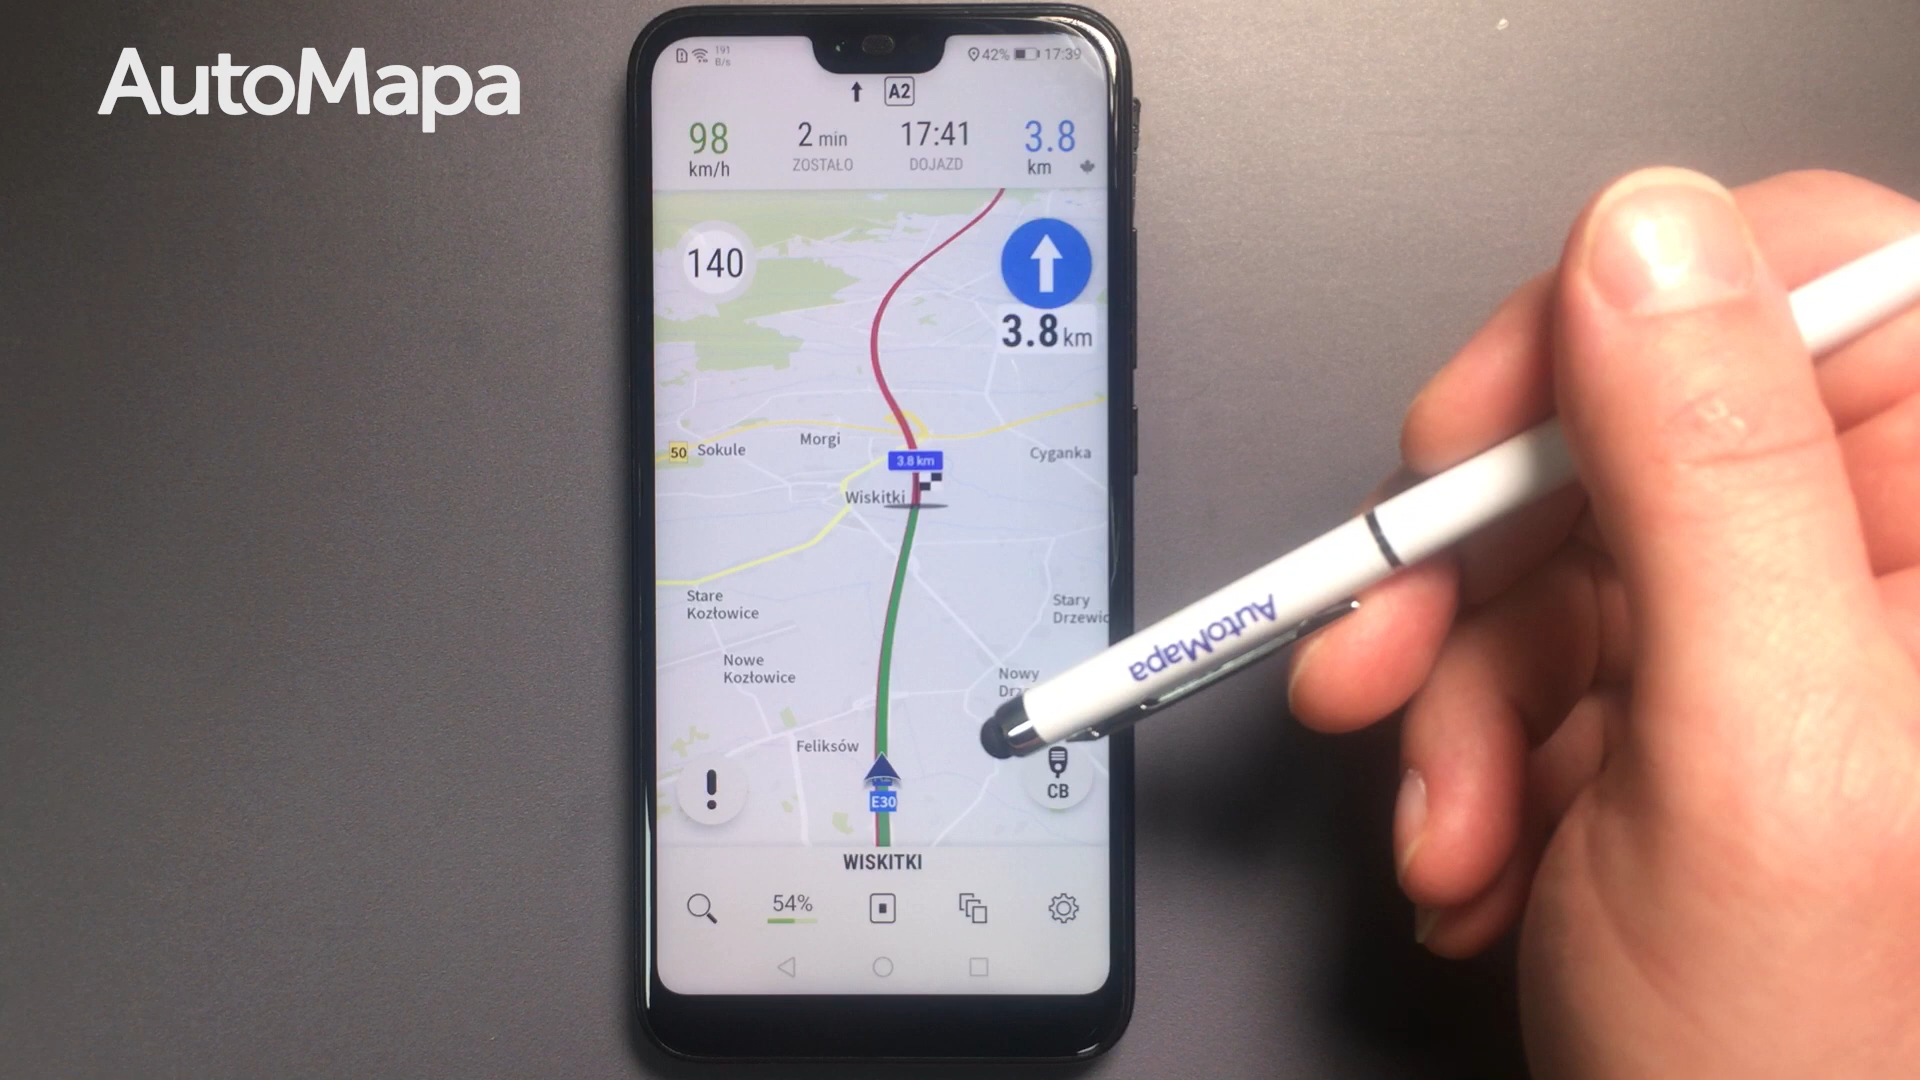 AutoMapa
191
B/s
42% 17:39
A2
98 km/h
2 min ZOSTAŁO
17:41 DOJAZD
3.8 km
140
3.8 km
50 Sokule
Morgi
Cyganka
3.8 km
Wiskitki
Stare
Kozłowice
Stary
Drzewic
Nowe
Kozłowice
Nowy
Feliksów
E30
CB
WISKITKI
54%
AutoMapa